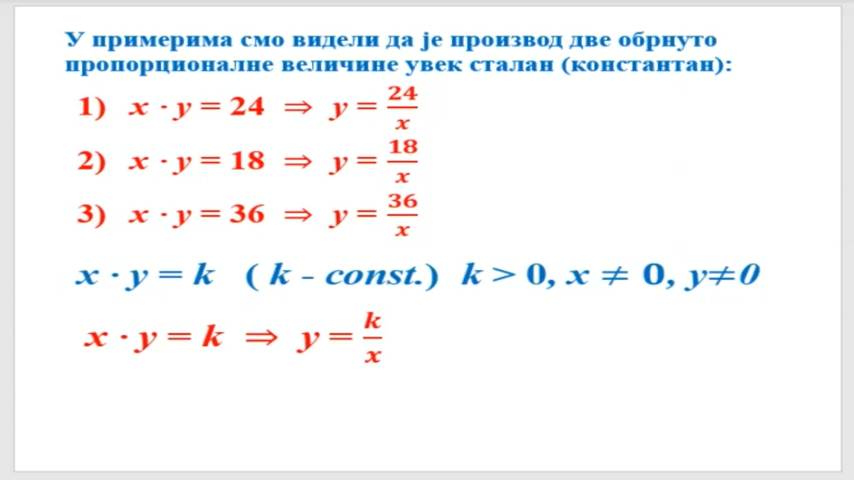 У примерима смо видели да је производ две обрнуто
пропорционалне величине увек сталан (константан):
1) x · y = 24 ⇒ y = 24/x
2) x · y = 18 ⇒ y = 18/x
3) x · y = 36 ⇒ y = 36/x
x · y = k ( k - const.) k > 0, x ≠ 0, y≠0
x · y = k ⇒ y = k/x